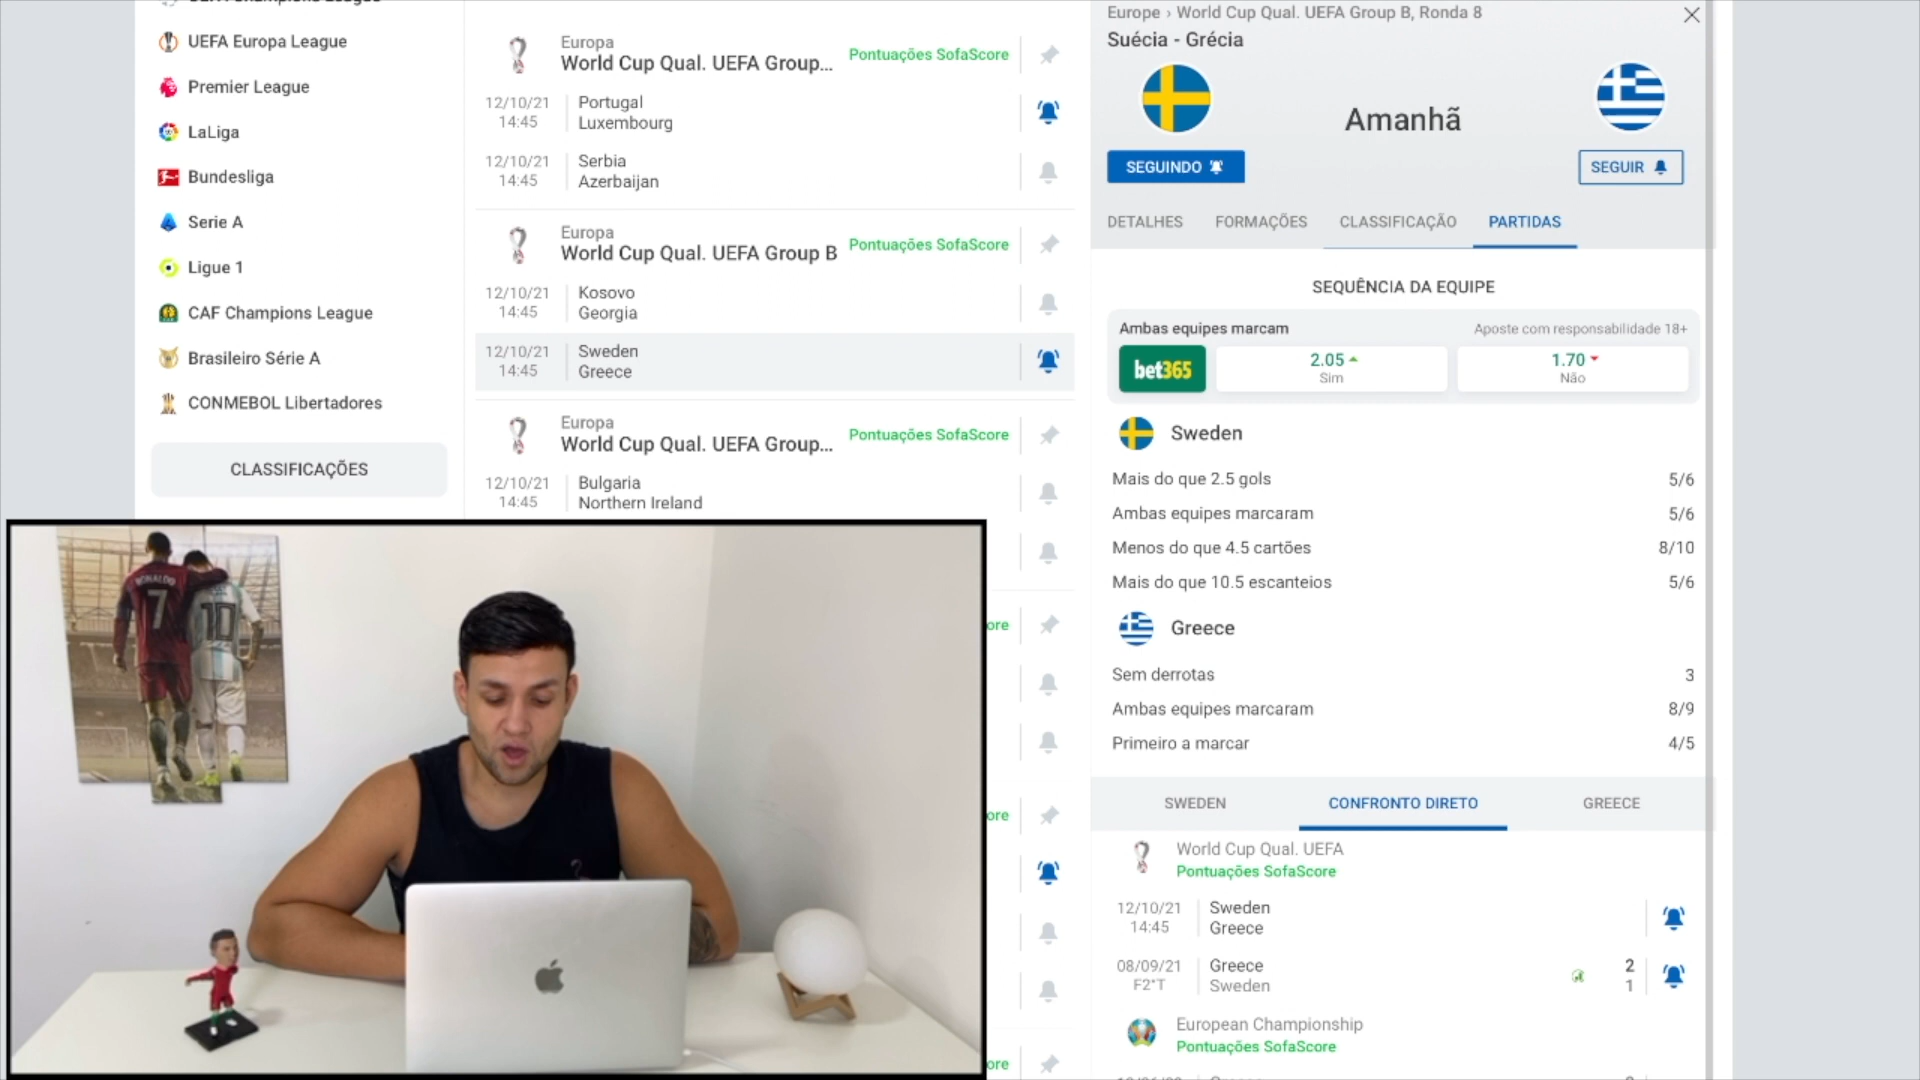 UEFA Champions League
UEFA Europa League
Premier League
LaLiga
Bundesliga
Serie A
Ligue 1
CAF Champions League
Brasileiro Série A
CONMEBOL Libertadores
CLASSIFICAÇÕES
Europa
World Cup Qual. UEFA Group...
Pontuações SofaScore
12/10/21
14:45
Portugal
Luxembourg
12/10/21
14:45
Serbia
Azerbaijan
Europa
World Cup Qual. UEFA Group B
Pontuações SofaScore
12/10/21
14:45
Kosovo
Georgia
12/10/21
14:45
Sweden
Greece
Europa
World Cup Qual. UEFA Group...
Pontuações SofaScore
12/10/21
14:45
Bulgaria
Northern Ireland
ore
ore
ore
RONALDO
7
10
Europe › World Cup Qual. UEFA Group B, Ronda 8
Suécia - Grécia
Amanhã
SEGUINDO
SEGUIR
DETALHES
FORMAÇÕES
CLASSIFICAÇÃO
PARTIDAS
SEQUÊNCIA DA EQUIPE
Ambas equipes marcam
Aposte com responsabilidade 18+
bet365
2.05
Sim
1.70
Não
Sweden
Mais do que 2.5 gols 5/6
Ambas equipes marcaram 5/6
Menos do que 4.5 cartões 8/10
Mais do que 10.5 escanteios 5/6
Greece
Sem derrotas 3
Ambas equipes marcaram 8/9
Primeiro a marcar 4/5
SWEDEN
CONFRONTO DIRETO
GREECE
World Cup Qual. UEFA
Pontuações SofaScore
12/10/21
14:45
Sweden
Greece
08/09/21
F2°T
Greece 2
Sweden 1
European Championship
Pontuações SofaScore